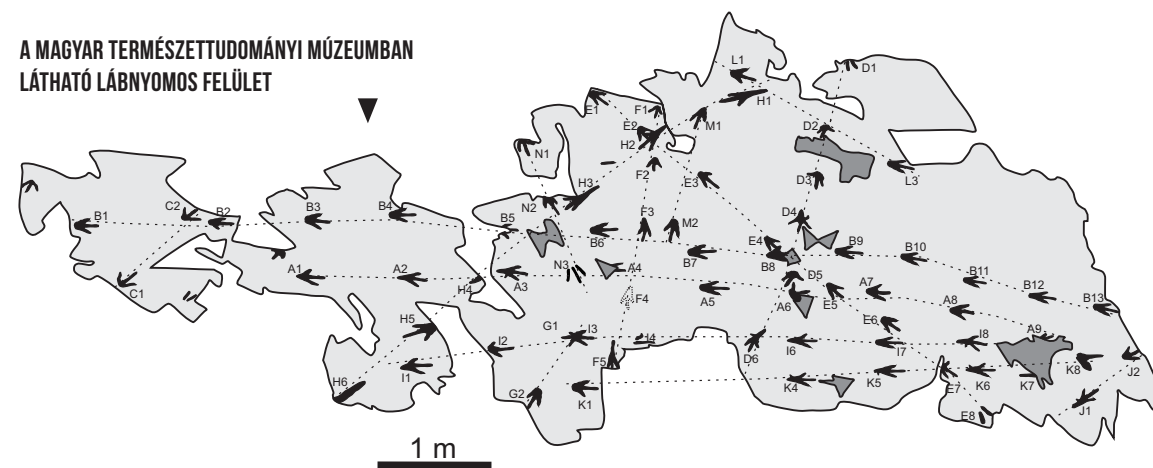 A MAGYAR TERMÉSZETTUDOMÁNYI MÚZEUMBAN
LÁTHATÓ LÁBNYOMOS FELÜLET
L1
D1
H1
E1
F1
M1
E2
H2
D2
N1
F2
E3
D3
L3
H3
N2
C2
B1
B2
B3
B4
B5
B6
F3
M2
D4
B7
E4
B8
B9
B10
B11
B12
B13
C1
A1
A2
H4
A3
N3
A4
F4
A5
D5
A6
E5
A7
A8
H5
G1
I3
I4
E6
A9
I2
F5
D6
I6
I7
I8
H6
I1
G2
K1
K4
K5
E7
K6
K7
K8
J2
E8
J1
1 m